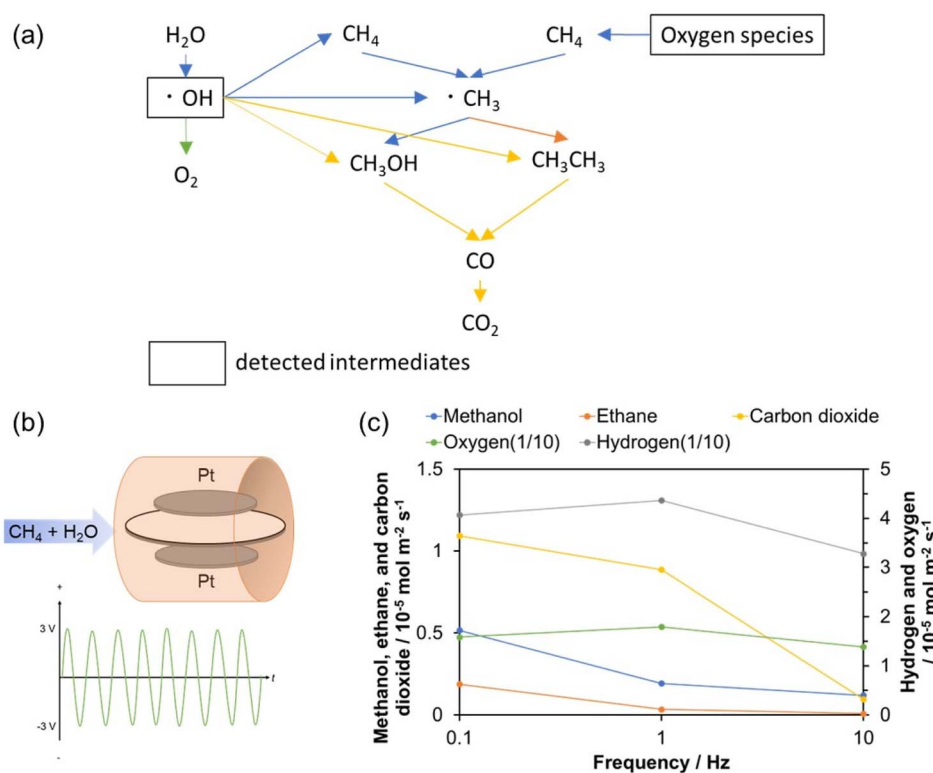 (a)
H₂O
CH₄
CH₄
Oxygen species
· OH
· CH₃
O₂
CH₃OH
CH₃CH₃
CO
CO₂
detected intermediates
(b)
Pt
CH₄ + H₂O
Pt
+
3 V
t
-3 V
-
(c)
Methanol
Ethane
Carbon dioxide
Oxygen(1/10)
Hydrogen(1/10)
Methanol, ethane, and carbon
dioxide / 10⁻⁵ mol m⁻² s⁻¹
1.5
1
0.5
0
5
4
3
2
1
0
Hydrogen and oxygen
/ 10⁻⁵ mol m⁻² s⁻¹
0.1
1
10
Frequency / Hz